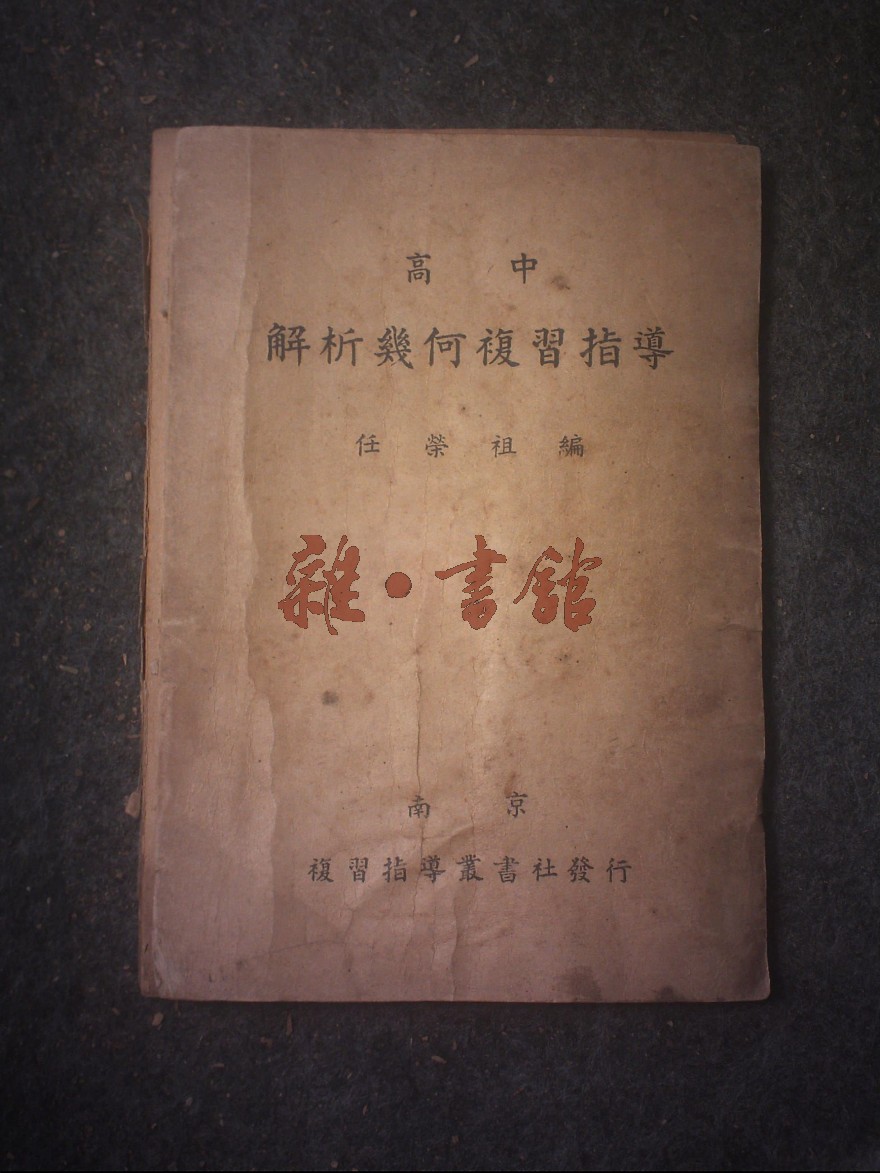 高中
解析幾何複習指導
任榮祖編
雜·書館
南京
複習指導叢書社發行